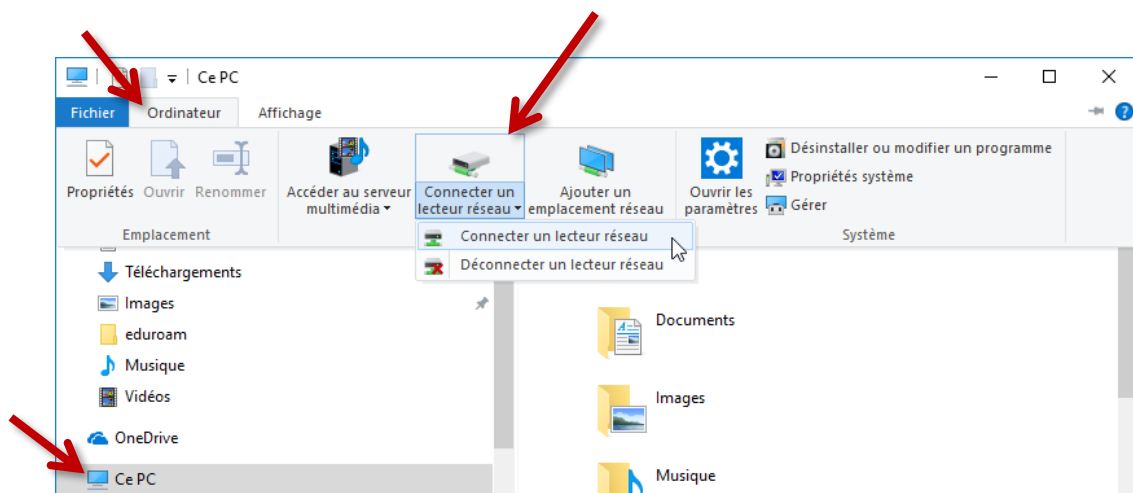 Ce PC
Fichier Ordinateur Affichage
Propriétés Ouvrir Renommer
Emplacement
Accéder au serveur
multimédia
Connecter un
lecteur réseau
Ajouter un
emplacement réseau
Ouvrir les
paramètres
Désinstaller ou modifier un programme
Propriétés système
Gérer
Système
Connecter un lecteur réseau
Déconnecter un lecteur réseau
Téléchargements
Images
eduroam
Musique
Vidéos
OneDrive
Ce PC
Documents
Images
Musique